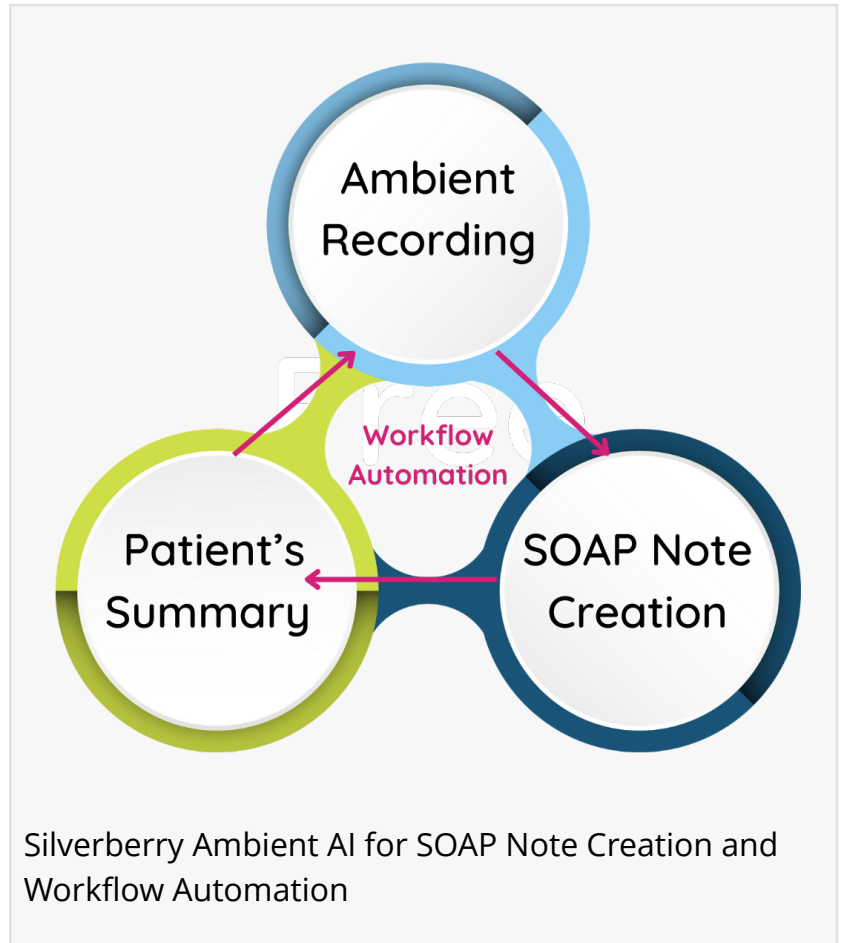 Ambient
Recording
Free
Workflow
Automation
Patient’s
Summary
SOAP Note
Creation
Silverberry Ambient AI for SOAP Note Creation and
Workflow Automation